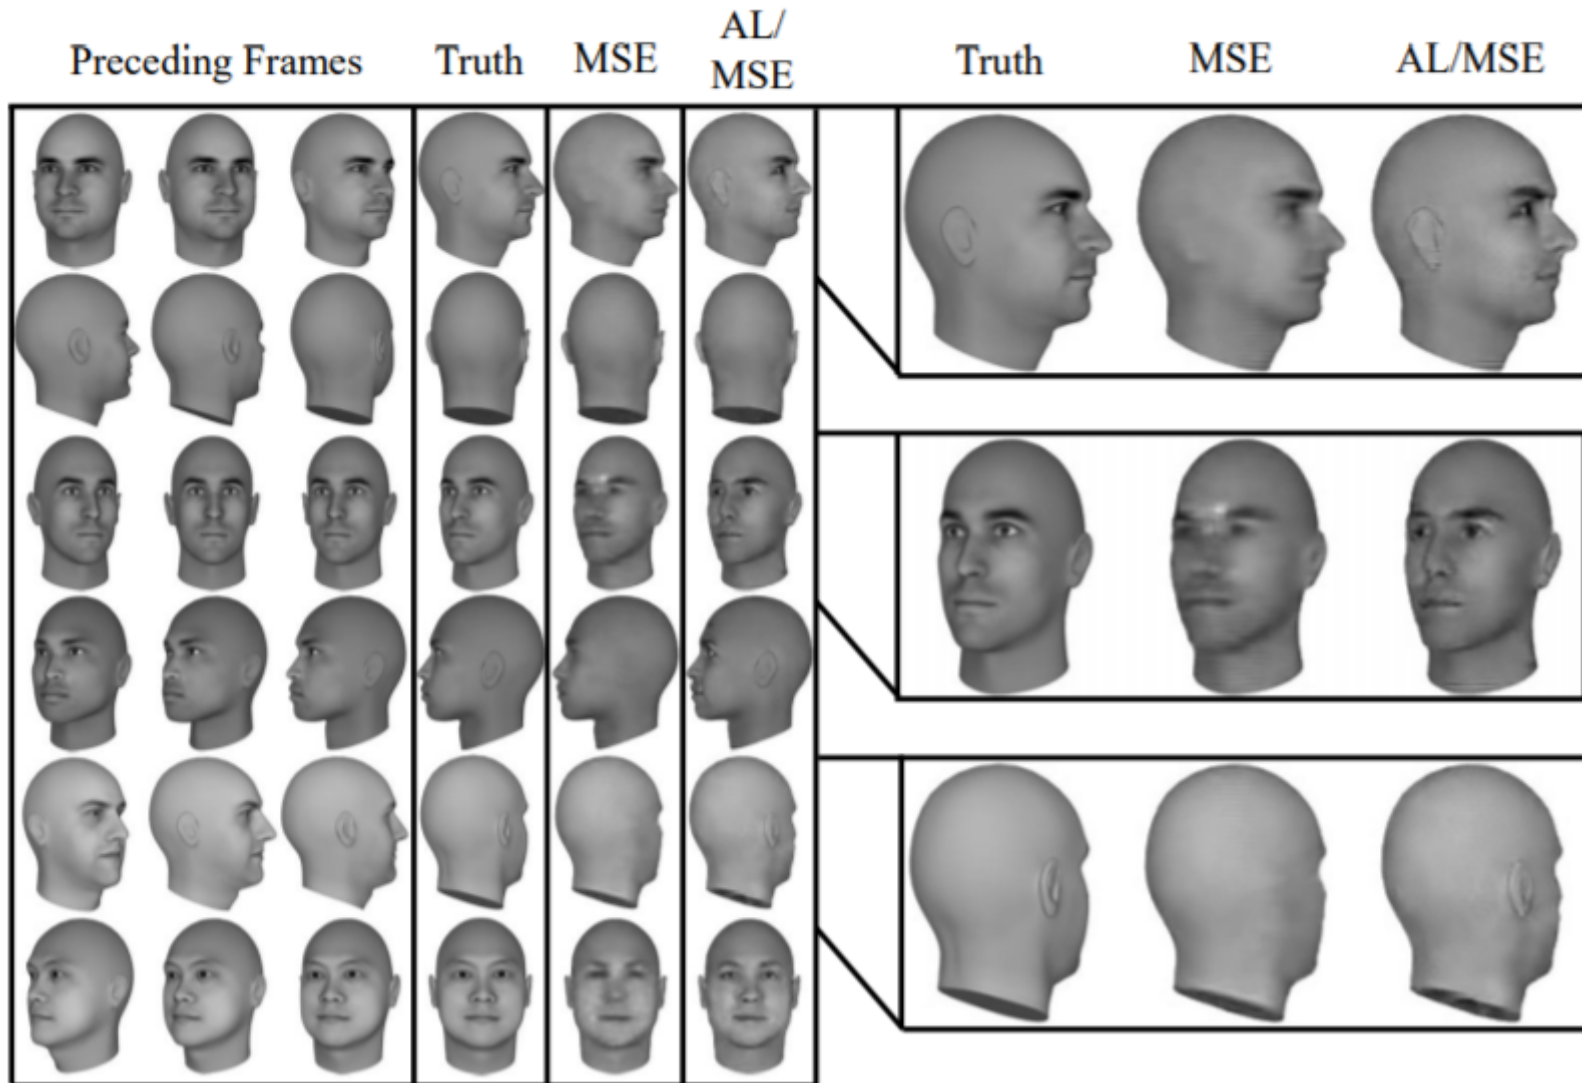 Preceding Frames
Truth
MSE
AL/
MSE
Truth
MSE
AL/MSE